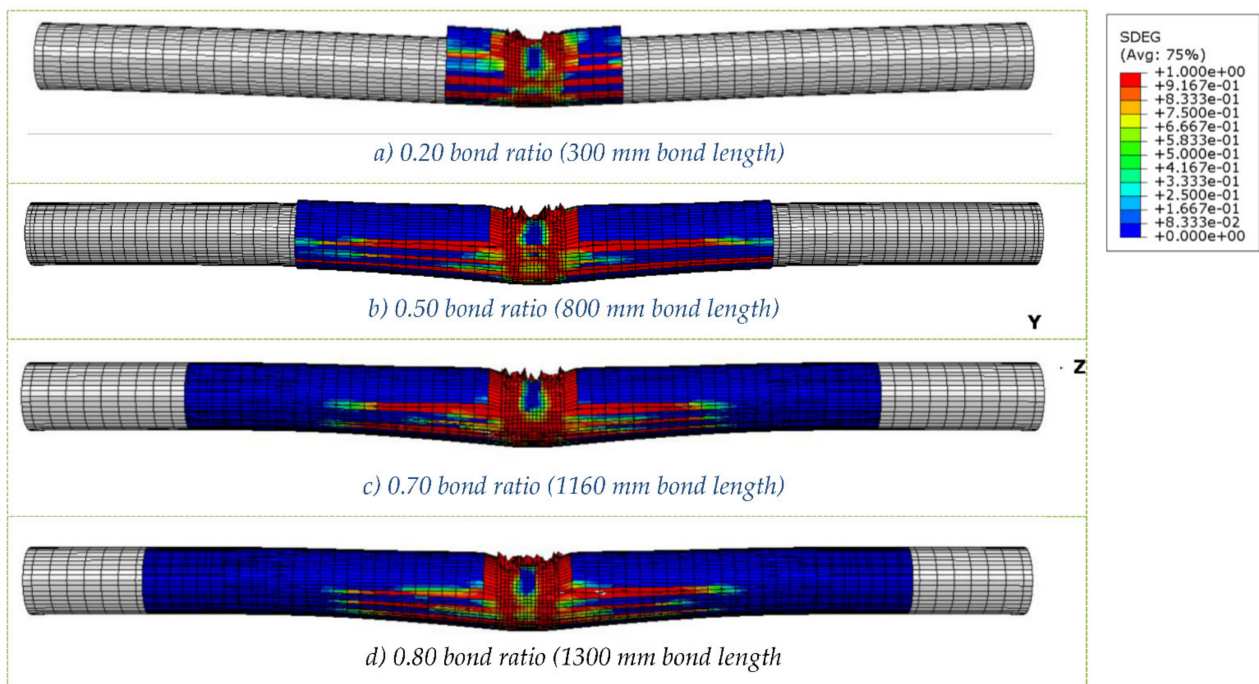 SDEG
(Avg: 75%)
+1.000e+00
+9.167e-01
+8.333e-01
+7.500e-01
+6.667e-01
+5.833e-01
+5.000e-01
+4.167e-01
+3.333e-01
+2.500e-01
+1.667e-01
+8.333e-02
+0.000e+00
a) 0.20 bond ratio (300 mm bond length)
b) 0.50 bond ratio (800 mm bond length)
Y
Z
c) 0.70 bond ratio (1160 mm bond length)
d) 0.80 bond ratio (1300 mm bond length